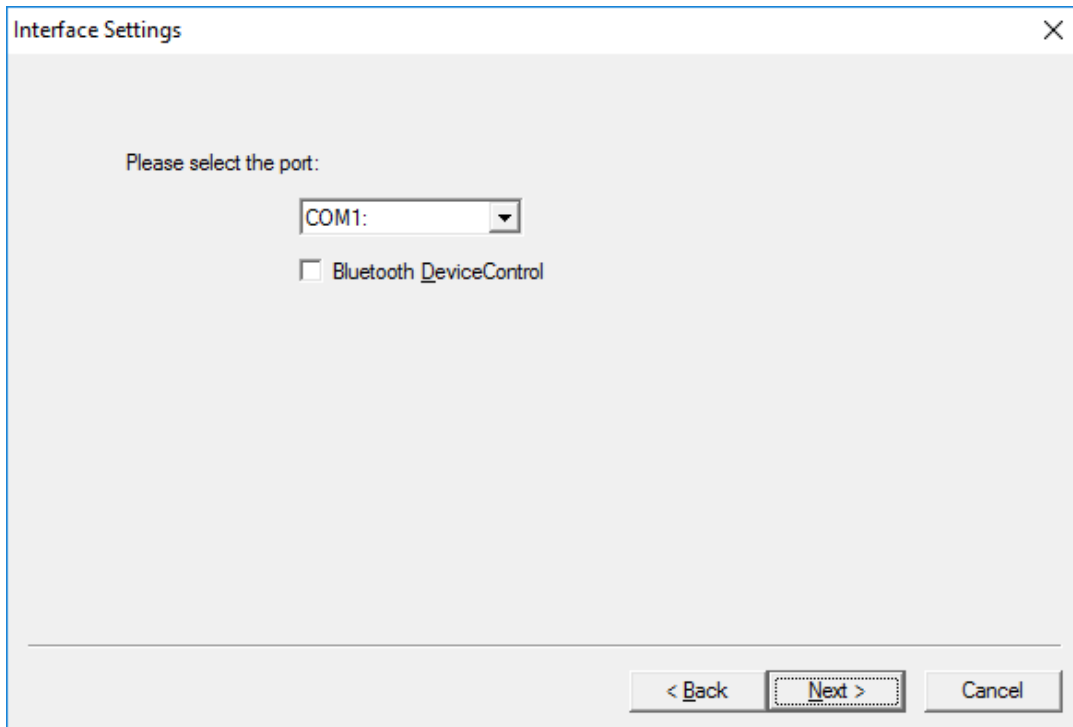 Interface Settings
Please select the port:
COM1:
Bluetooth DeviceControl
< Back
Next >
Cancel